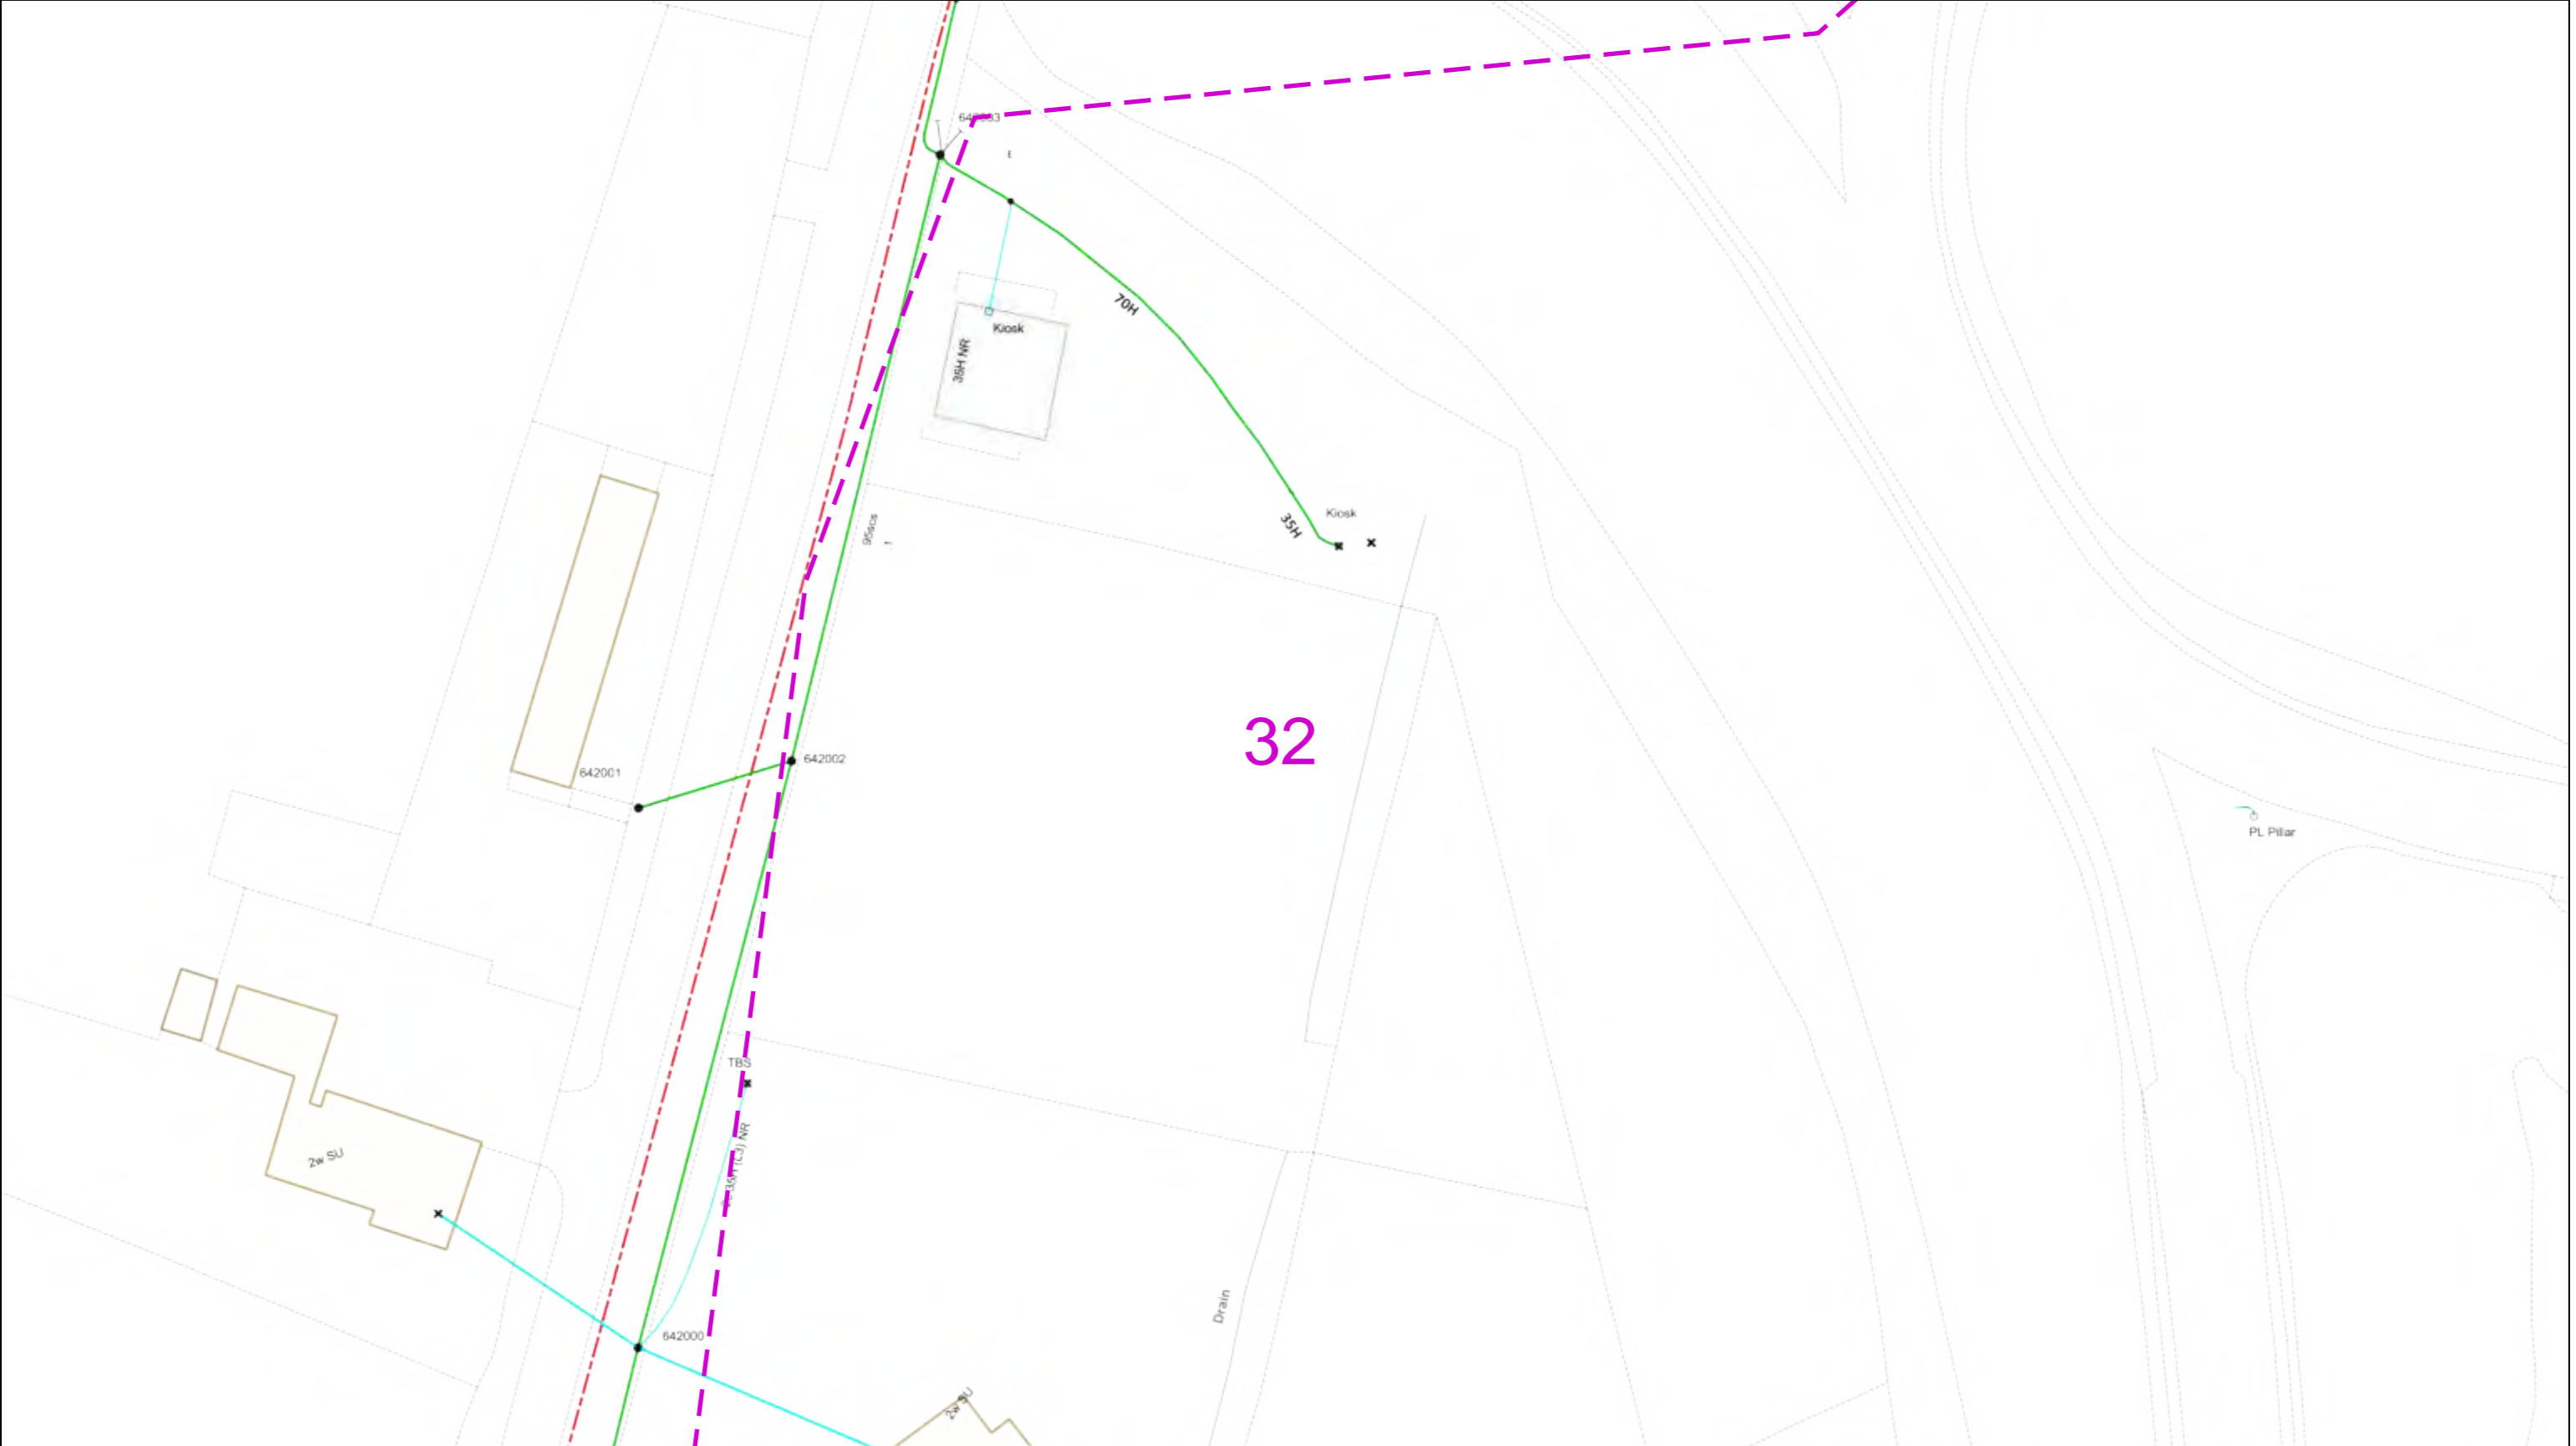 Kiosk
35H NR
70H
95scs
1
35H
Kiosk
32
642002
642001
PL Pillar
TBS
2w SU
Drain
642000
2w SU